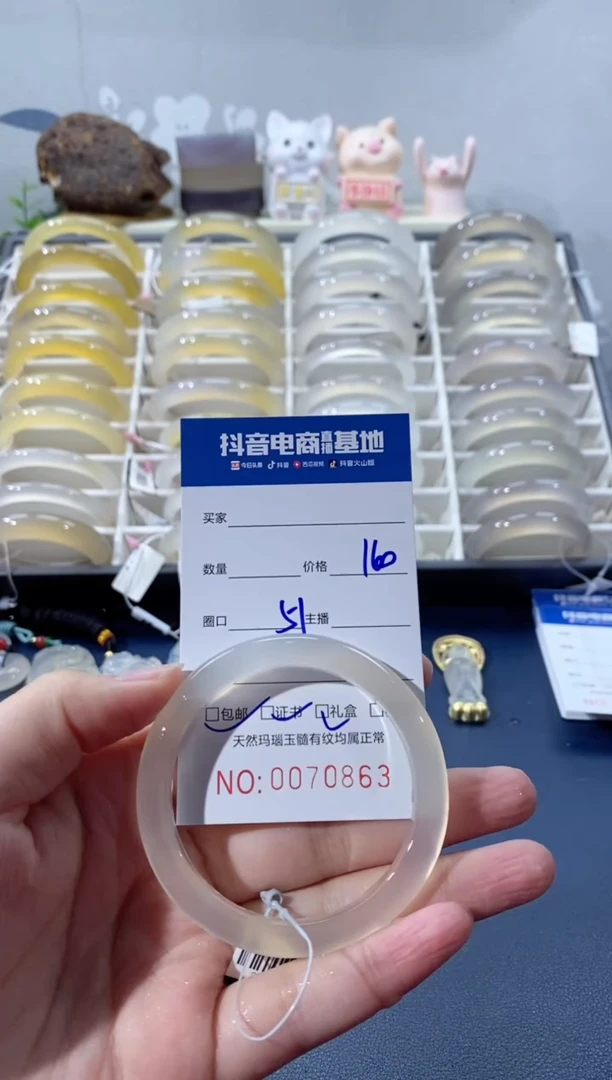 抖音电商直播基地
今日头条 抖音 西瓜视频 抖音火山版
买家
数量 价格 160
圈口 51 主播
包邮 证书 礼盒
天然玛瑙玉髓有纹均属正常
NO: 0070863